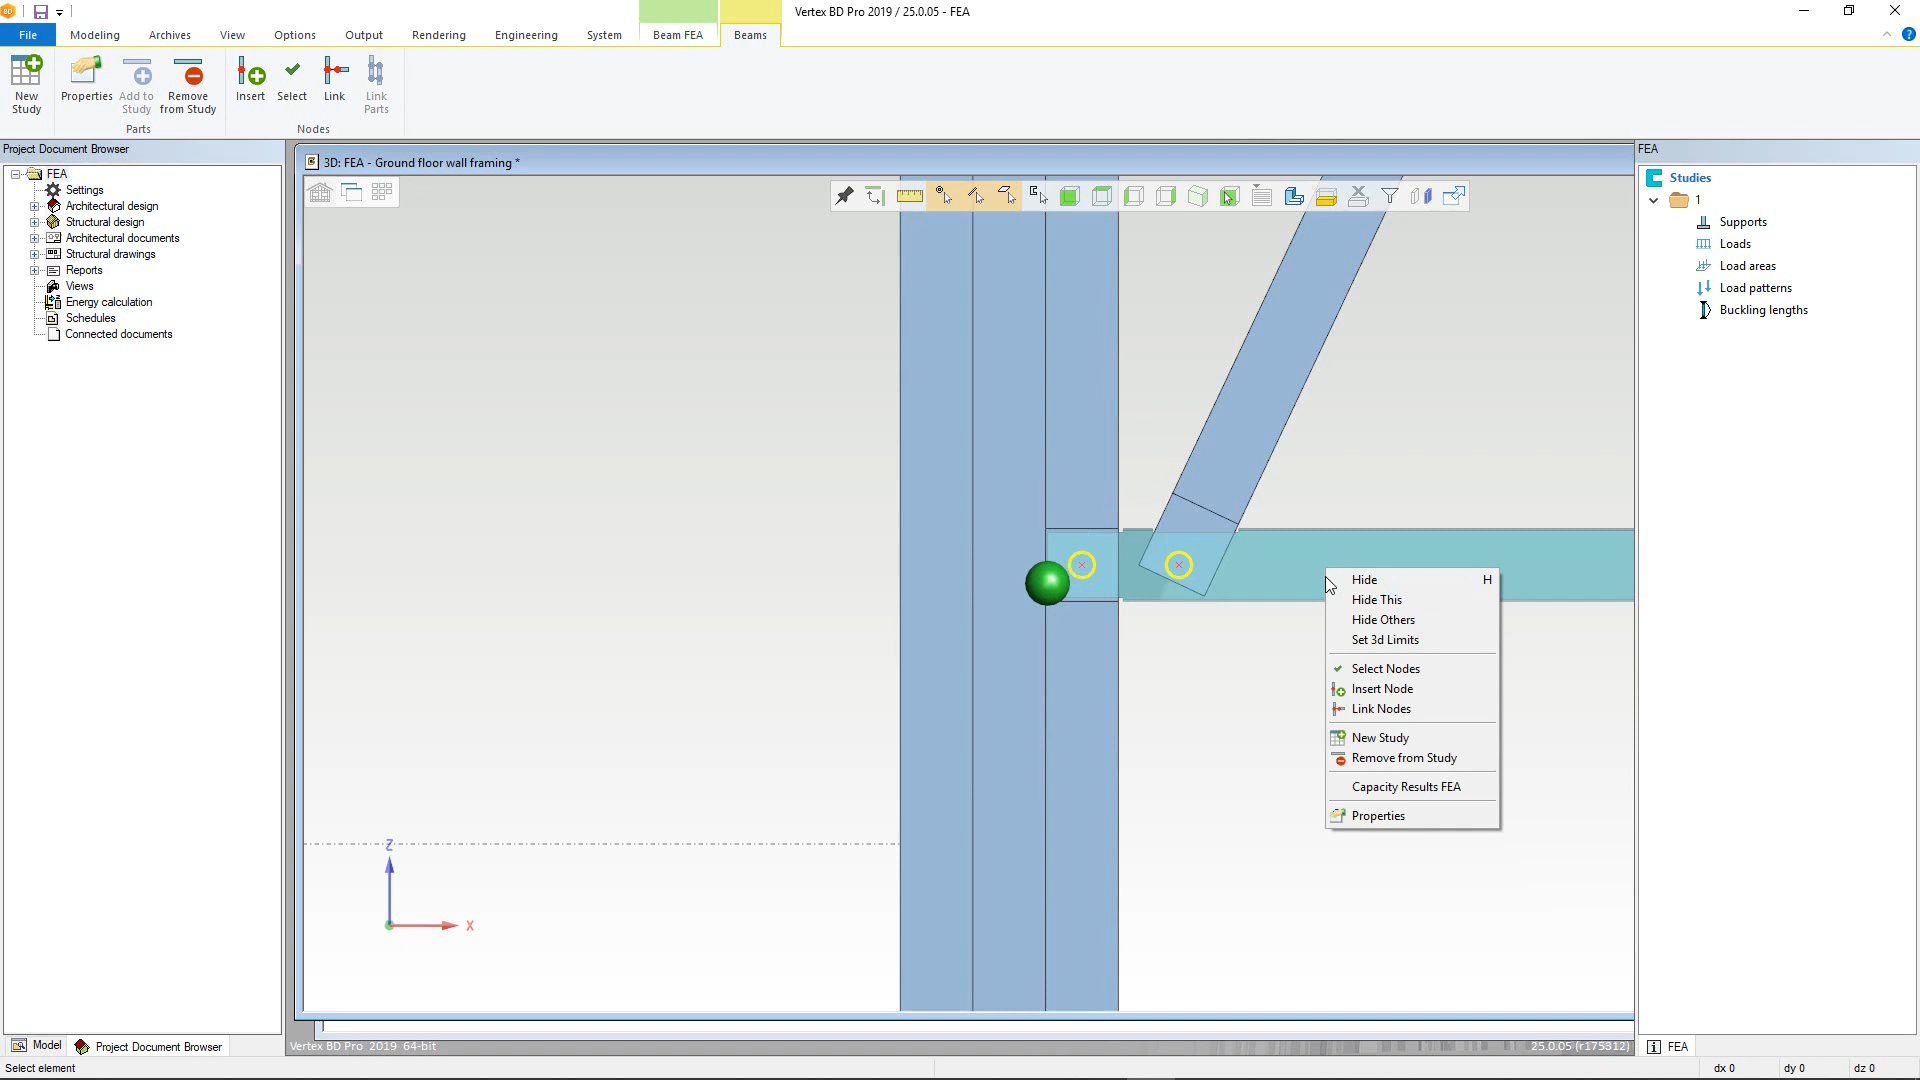 Vertex BD Pro 2019 / 25.0.05 - FEA
File Modeling Archives View Options Output Rendering Engineering System Beam FEA Beams
New Study
Properties
Add to Study
Remove from Study
Insert
Select
Link
Link Parts
Parts
Nodes
Project Document Browser
FEA
Settings
Architectural design
Structural design
Architectural documents
Structural drawings
Reports
Views
Energy calculation
Schedules
Connected documents
3D: FEA - Ground floor wall framing *
Hide H
Hide This
Hide Others
Set 3d Limits
Select Nodes
Insert Node
Link Nodes
New Study
Remove from Study
Capacity Results FEA
Properties
Z
X
FEA
Studies
1
Supports
Loads
Load areas
Load patterns
Buckling lengths
Model
Project Document Browser
Vertex BD Pro 2019 64-bit
25.0.05 (r175312)
FEA
Select element
dx 0 dy 0 dz 0